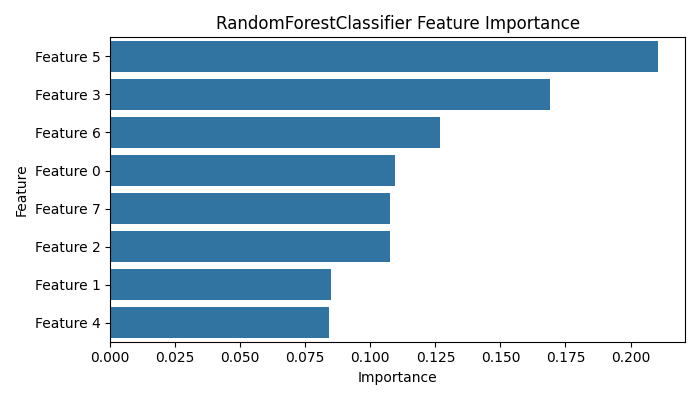 RandomForestClassifier Feature Importance
Feature
Feature 5
Feature 3
Feature 6
Feature 0
Feature 7
Feature 2
Feature 1
Feature 4
0.000 0.025 0.050 0.075 0.100 0.125 0.150 0.175 0.200
Importance